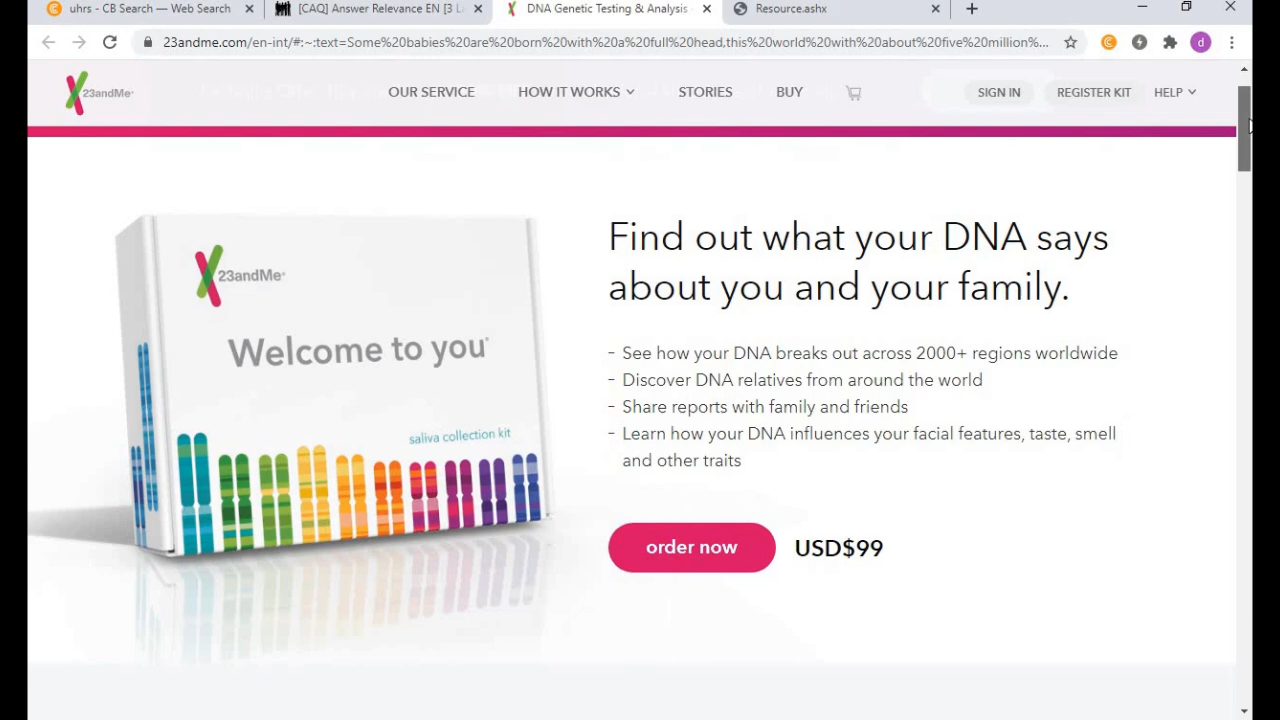 uhrs - CB Search — Web Search
[CAQ] Answer Relevance EN [3 Li
DNA Genetic Testing & Analysis -
Resource.ashx
23andme.com/en-int/#:~:text=Some%20babies%20are%20born%20with%20a%20full%20head,this%20world%20with%20about%20five%20million%...
d
23andMe
OUR SERVICE
HOW IT WORKS
STORIES
BUY
SIGN IN
REGISTER KIT
HELP
23andMe®
Welcome to you®
saliva collection kit
Find out what your DNA says
about you and your family.
- See how your DNA breaks out across 2000+ regions worldwide
- Discover DNA relatives from around the world
- Share reports with family and friends
- Learn how your DNA influences your facial features, taste, smell
and other traits
order now
USD$99